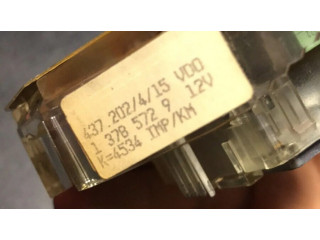 437.202/4/15 VDO
1 378 572 9 12V
K=4534 IMP/KM